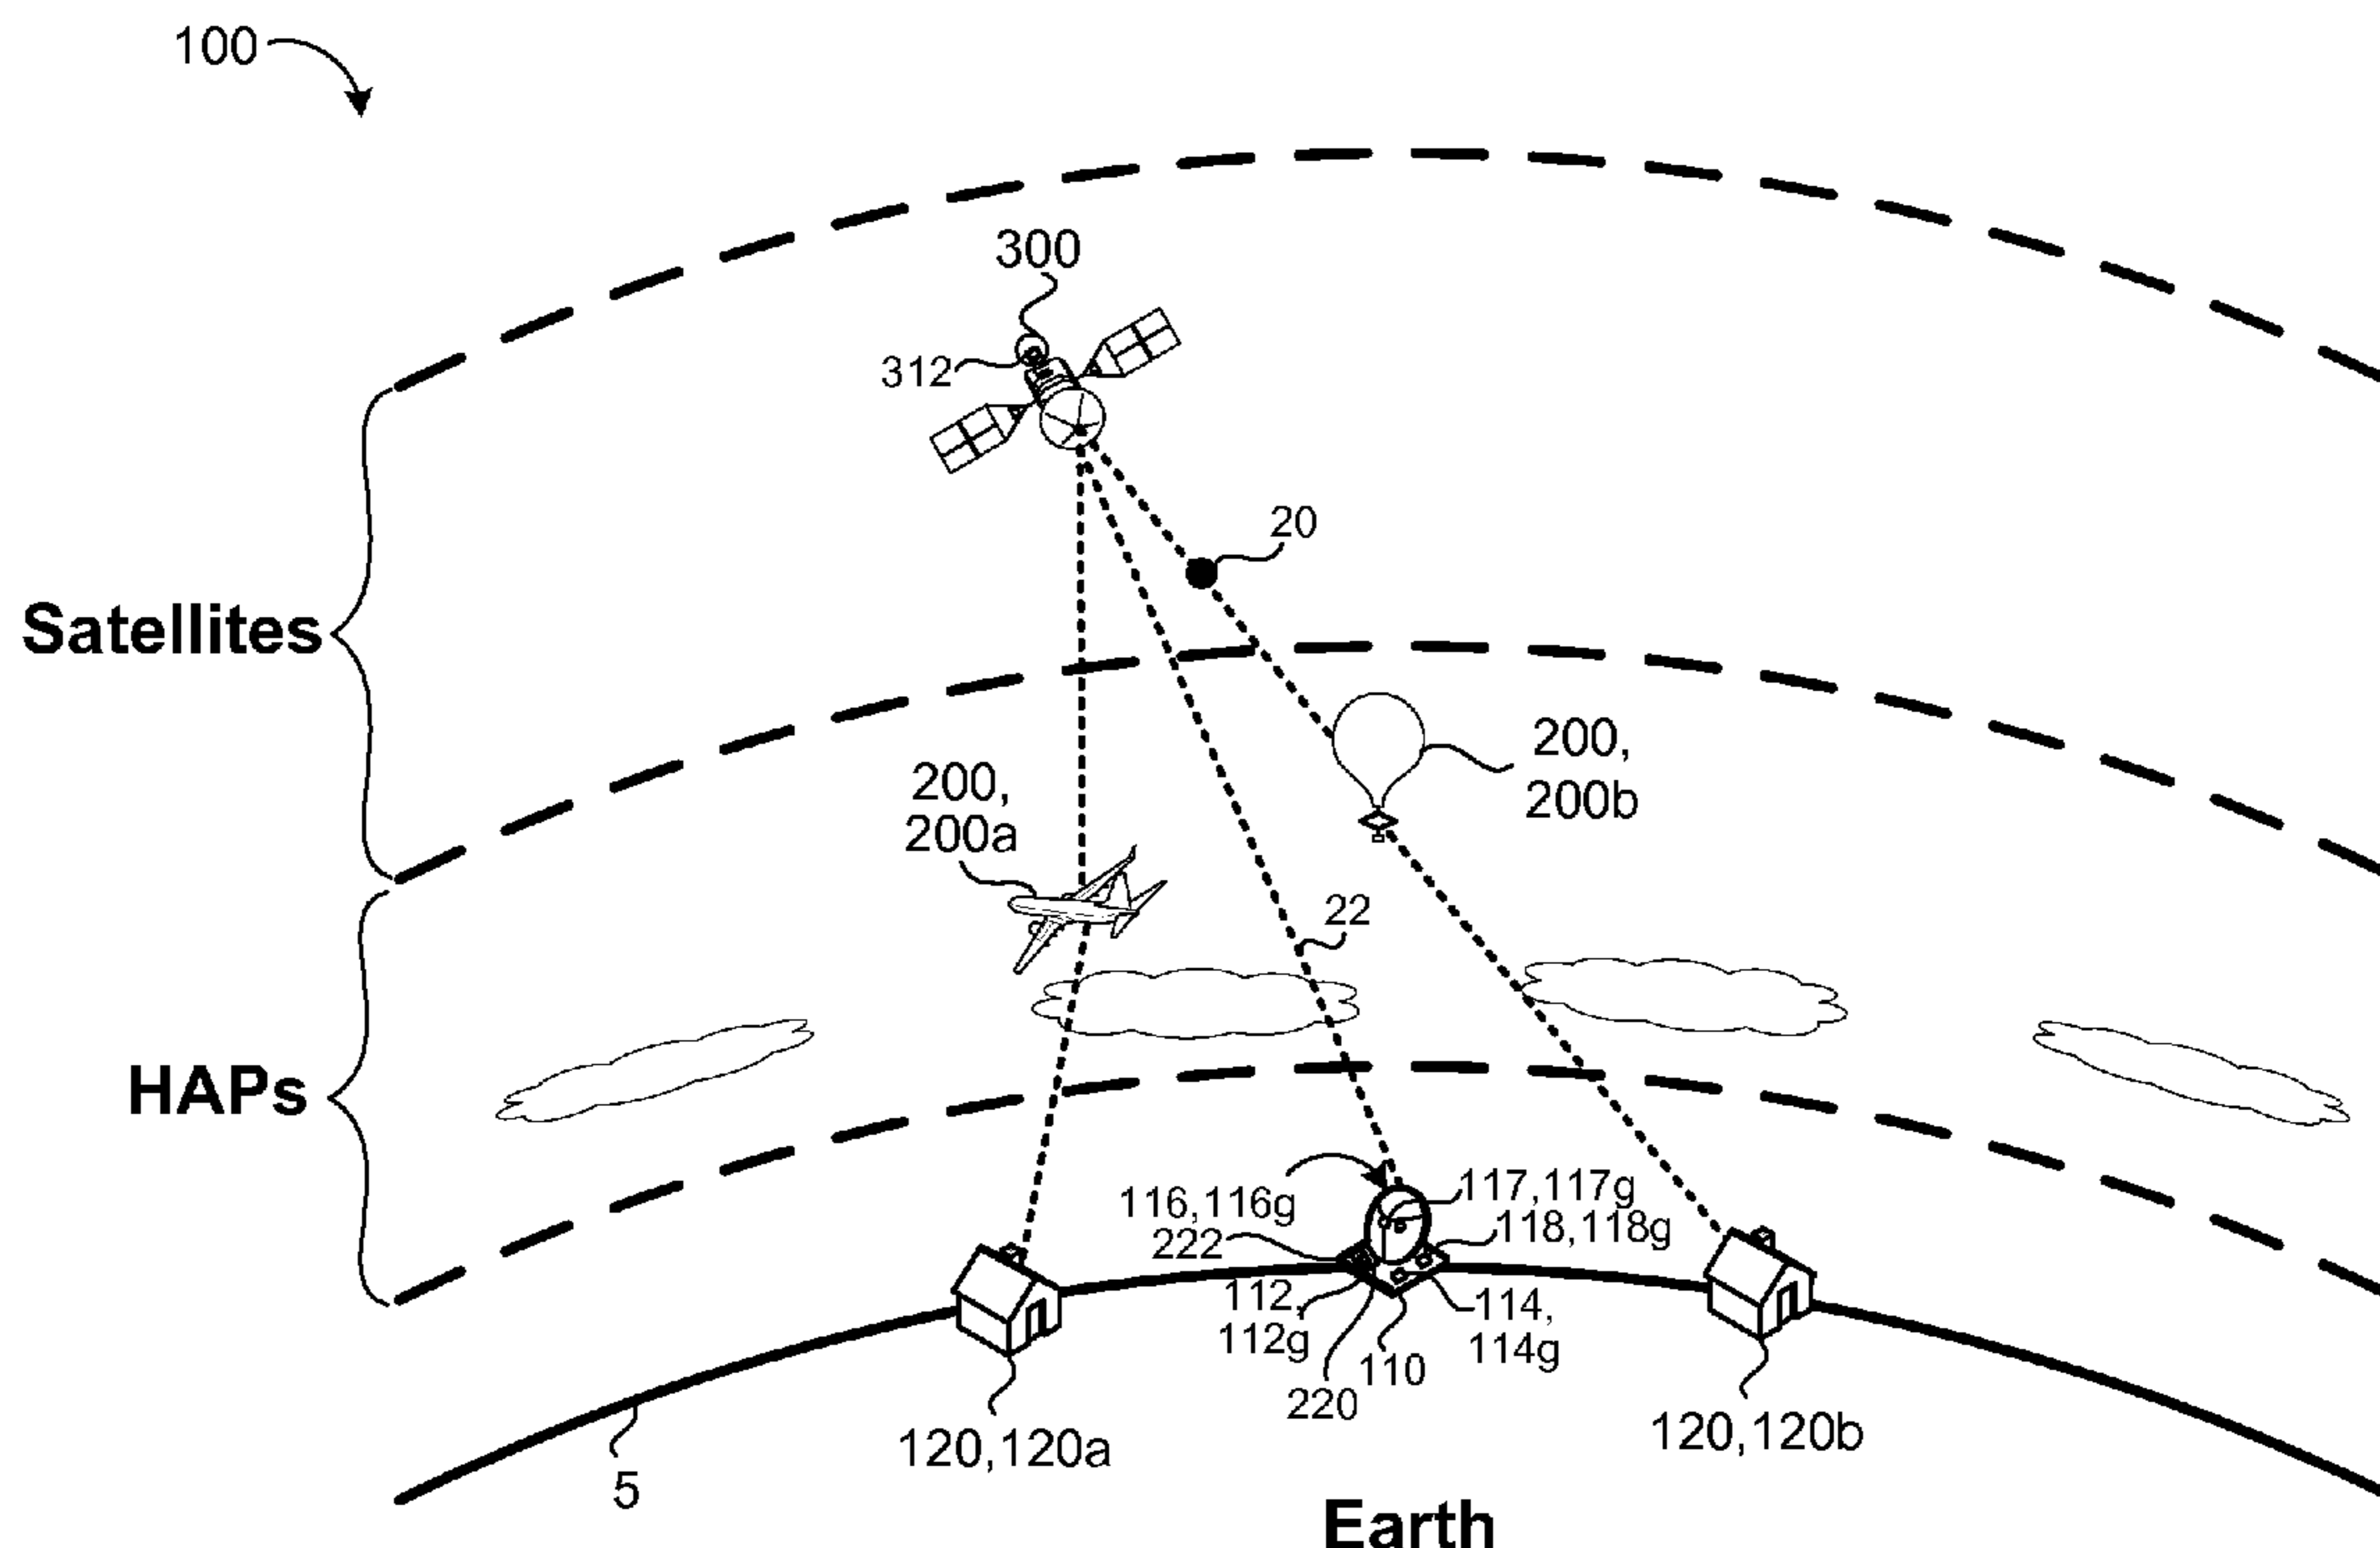 100
300
312
20
Satellites
200,
200b
200,
200a
22
HAPs
116,116g
117,117g
222
118,118g
112,
112g
114,
114g
110
220
120,120a
120,120b
5
Earth